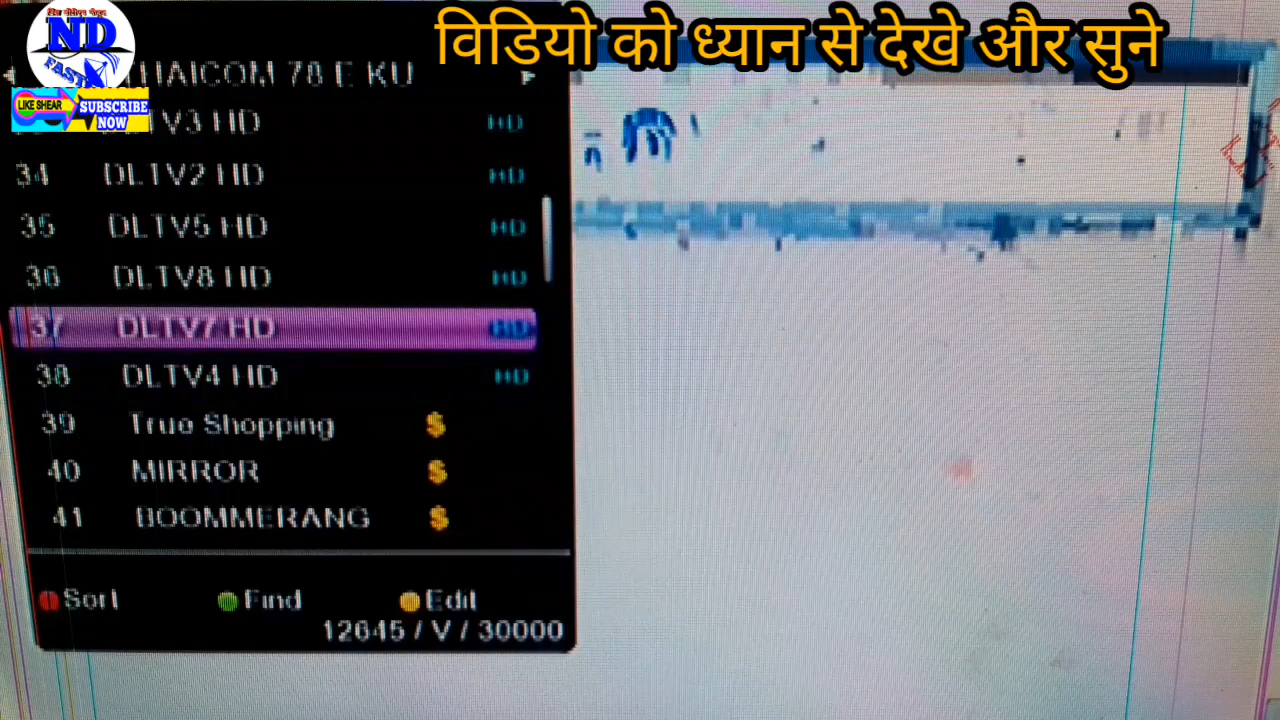 विडियो को ध्यान से देखे और सुने
ND
FAST
LIKE SHEAR
SUBSCRIBE
NOW
THAICOM 78 E KU
TV3 HD HD
34 DLTV2 HD HD
35 DLTV5 HD HD
36 DLTV8 HD HD
37 DLTV7 HD HD
38 DLTV4 HD HD
39 True Shopping $
40 MIRROR $
41 BOOMMERANG $
Sort Find Edit
12645 / V / 30000